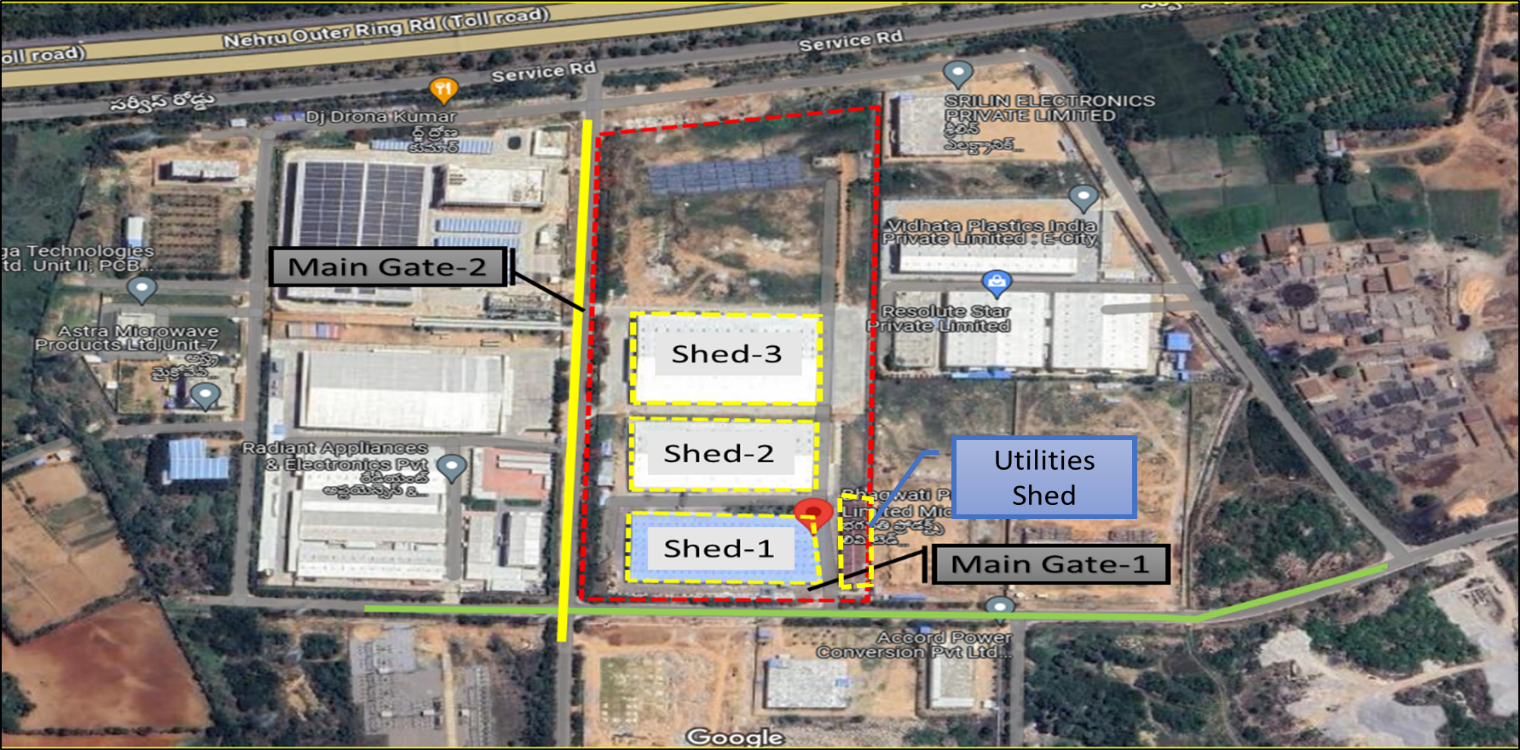 Nehru Outer Ring Rd (Toll road)
oll road)
Service Rd
Service Rd
సర్వీస్ రోడ్డు
Dj Drona Kumar
డ్రోణ
కుమార్
SRILIN ELECTRONICS
PRIVATE LIMITED
శ్రీలిన్
Vidhata Plastics India
Private Limited : E-City
ga Technologies
td. Unit II, PCB...
Main Gate-2
Resolute Star
Private Limited
Astra Microwave
Products Ltd,Unit-7
Shed-3
Radiant Appliances
& Electronics Pvt
రేడియంట్
Shed-2
Utilities
Shed
Bhagwati P
Limited Mic
Shed-1
Main Gate-1
Accord Power
Conversion Pvt Ltd...
Google